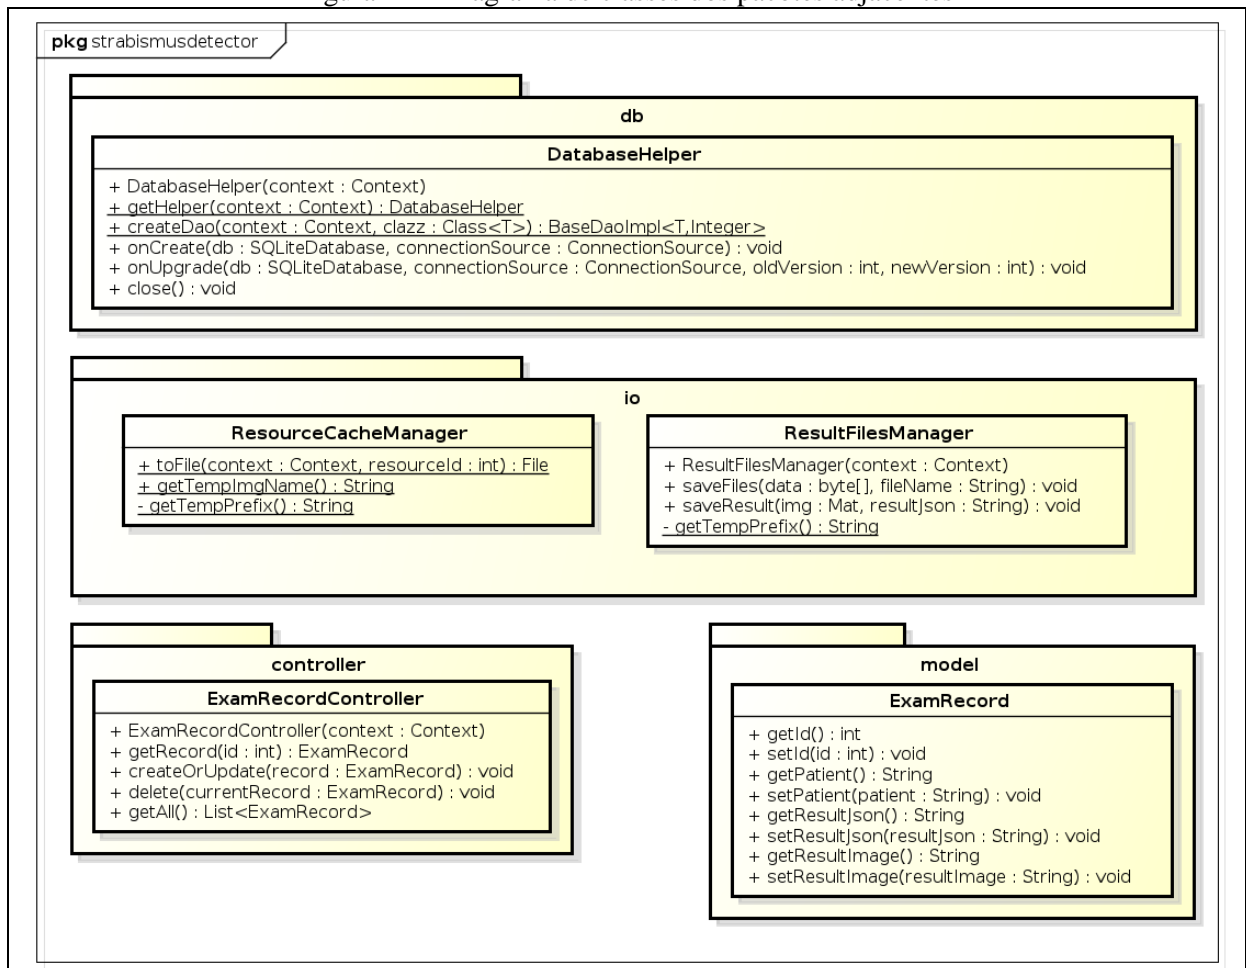 pkg strabismusdetector
db
DatabaseHelper
+ DatabaseHelper(context : Context)
+ getHelper(context : Context) : DatabaseHelper
+ createDao(context : Context, clazz : Class<T>) : BaseDaoImpl<T,Integer>
+ onCreate(db : SQLiteDatabase, connectionSource : ConnectionSource) : void
+ onUpgrade(db : SQLiteDatabase, connectionSource : ConnectionSource, oldVersion : int, newVersion : int) : void
+ close() : void
io
ResourceCacheManager
+ toFile(context : Context, resourceId : int) : File
+ getTempImgName() : String
- getTempPrefix() : String
ResultFilesManager
+ ResultFilesManager(context : Context)
+ saveFiles(data : byte[], fileName : String) : void
+ saveResult(img : Mat, resultJson : String) : void
- getTempPrefix() : String
controller
ExamRecordController
+ ExamRecordController(context : Context)
+ getRecord(id : int) : ExamRecord
+ createOrUpdate(record : ExamRecord) : void
+ delete(currentRecord : ExamRecord) : void
+ getAll() : List<ExamRecord>
model
ExamRecord
+ getId() : int
+ setId(id : int) : void
+ getPatient() : String
+ setPatient(patient : String) : void
+ getResultJson() : String
+ setResultJson(resultJson : String) : void
+ getResultImage() : String
+ setResultImage(resultImage : String) : void